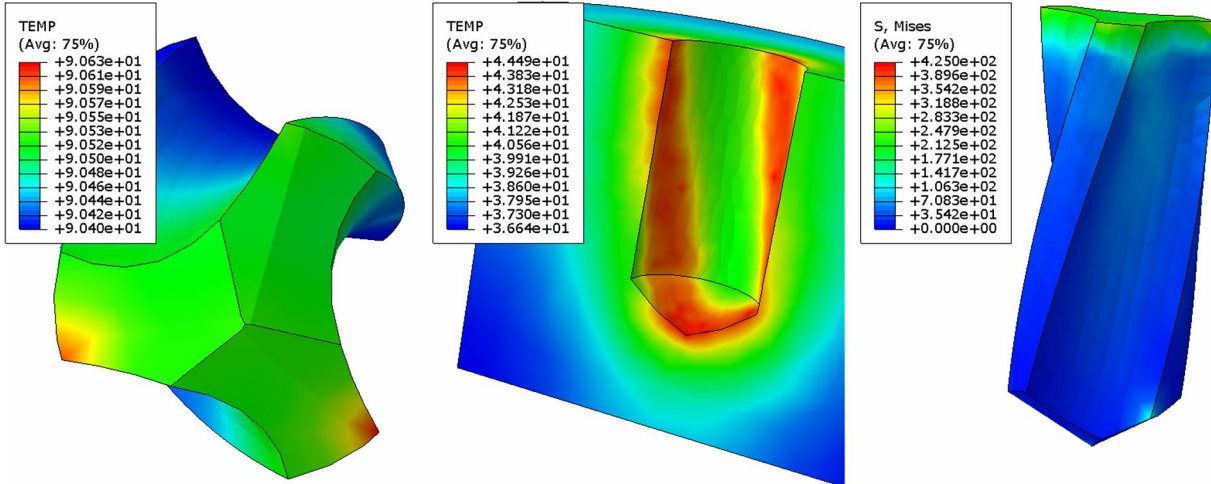 TEMP
(Avg: 75%)
+9.063e+01
+9.061e+01
+9.059e+01
+9.057e+01
+9.055e+01
+9.053e+01
+9.052e+01
+9.050e+01
+9.048e+01
+9.046e+01
+9.044e+01
+9.042e+01
+9.040e+01
TEMP
(Avg: 75%)
+4.449e+01
+4.383e+01
+4.318e+01
+4.253e+01
+4.187e+01
+4.122e+01
+4.056e+01
+3.991e+01
+3.926e+01
+3.860e+01
+3.795e+01
+3.730e+01
+3.664e+01
S, Mises
(Avg: 75%)
+4.250e+02
+3.896e+02
+3.542e+02
+3.188e+02
+2.833e+02
+2.479e+02
+2.125e+02
+1.771e+02
+1.417e+02
+1.063e+02
+7.083e+01
+3.542e+01
+0.000e+00